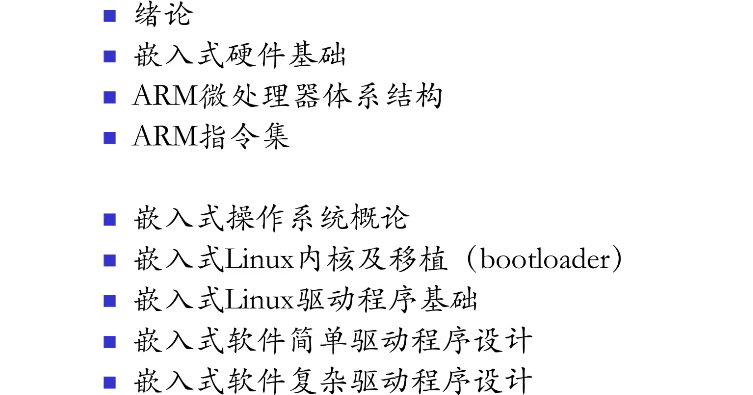 绪论
嵌入式硬件基础
ARM微处理器体系结构
ARM指令集
嵌入式操作系统概论
嵌入式Linux内核及移植（bootloader）
嵌入式Linux驱动程序基础
嵌入式软件简单驱动程序设计
嵌入式软件复杂驱动程序设计